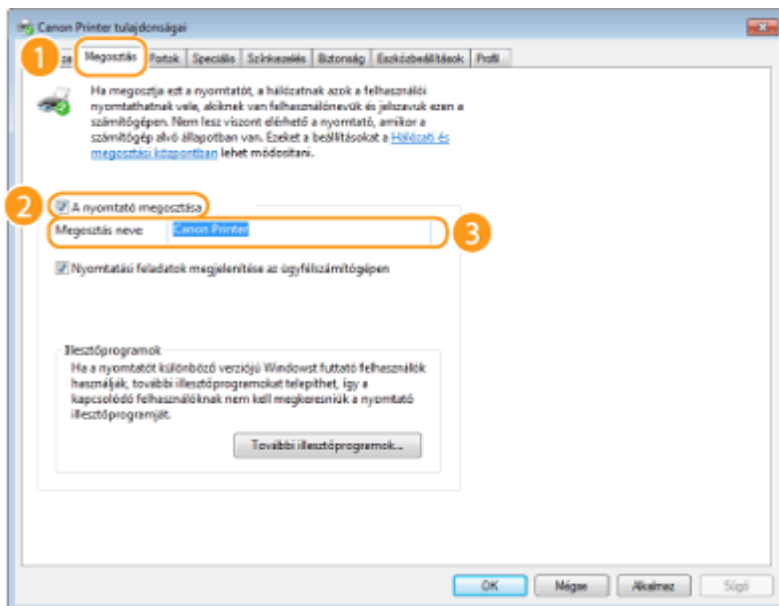 Canon Printer tulajdonságai
1
Megosztás Portok Speciális Színkezelés Biztonság Eszközbeállítások Profil
Ha megosztja ezt a nyomtatót, a hálózatnak azok a felhasználói
nyomtathatnak vele, akiknek van felhasználónevük és jelszavuk ezen a
számítógépen. Nem lesz viszont elérhető a nyomtató, amikor a
számítógép alvó állapotban van. Ezeket a beállításokat a Hálózati és
megosztási központban lehet módosítani.
2
A nyomtató megosztása
Megosztás neve: Canon Printer
3
Nyomtatási feladatok megjelenítése az ügyfélszámítógépen
Illesztőprogramok
Ha a nyomtatót különböző verziójú Windowst futtató felhasználók
használják, további illesztőprogramokat telepíthet, így a
kapcsolódó felhasználóknak nem kell megkeresniük a nyomtató
illesztőprogramját.
További illesztőprogramok...
OK Mégse Alkalmaz Súgó